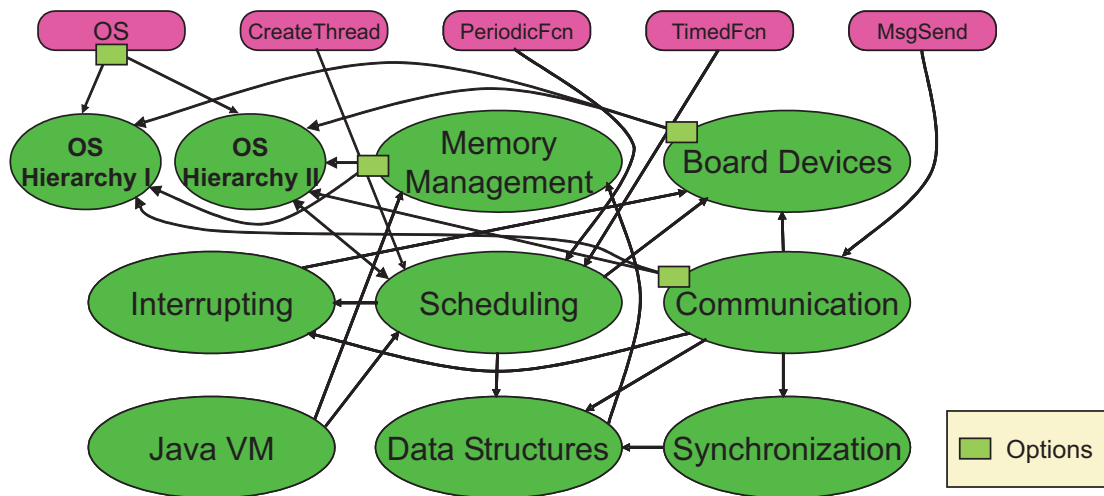 OS
CreateThread
PeriodicFcn
TimedFcn
MsgSend
OS
Hierarchy I
OS
Hierarchy II
Memory
Management
Board Devices
Interrupting
Scheduling
Communication
Java VM
Data Structures
Synchronization
Options